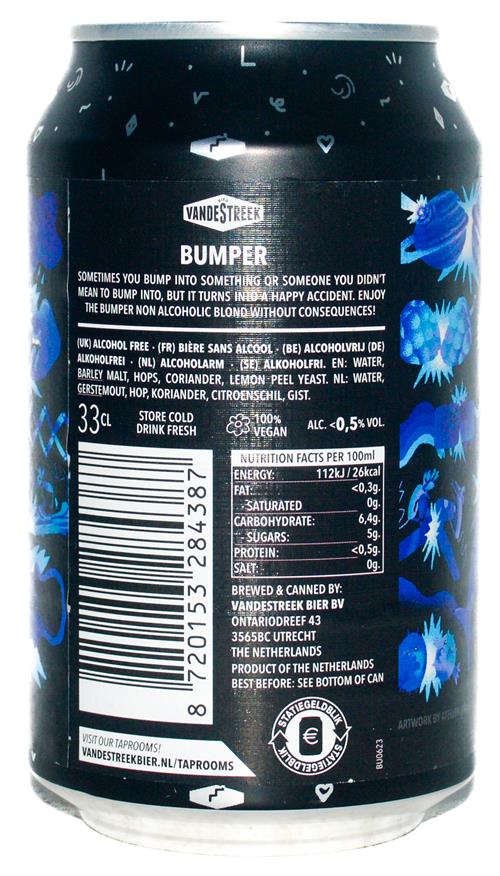 BIER
VANDESTREEK
BUMPER
SOMETIMES YOU BUMP INTO SOMETHING OR SOMEONE YOU DIDN'T
MEAN TO BUMP INTO, BUT IT TURNS INTO A HAPPY ACCIDENT. ENJOY
THE BUMPER NON ALCOHOLIC BLOND WITHOUT CONSEQUENCES!
(UK) ALCOHOL FREE · (FR) BIÈRE SANS ALCOOL · (BE) ALCOHOLVRIJ (DE)
ALKOHOLFREI · (NL) ALCOHOLARM · (SE) ALKOHOLFRI. EN: WATER,
BARLEY MALT, HOPS, CORIANDER, LEMON PEEL YEAST. NL: WATER,
GERSTEMOUT, HOP, KORIANDER, CITROENSCHIL, GIST.
33CL
STORE COLD
DRINK FRESH
100%
VEGAN
ALC. <0,5% VOL.
NUTRITION FACTS PER 100ml
ENERGY: 112kJ / 26kcal
FAT: <0,3g.
- SATURATED 0g.
CARBOHYDRATE: 6,4g.
- SUGARS: 5g.
PROTEIN: <0,5g.
SALT: 0g.
BREWED & CANNED BY:
VANDESTREEK BIER BV
ONTARIODREEF 43
3565BC UTRECHT
THE NETHERLANDS
PRODUCT OF THE NETHERLANDS
BEST BEFORE: SEE BOTTOM OF CAN
8 720153 284387
STATIEGELDBLIK
€
STATIEGELDBLIK
BU0623
ARTWORK BY
VISIT OUR TAPROOMS!
VANDESTREEKBIER.NL/TAPROOMS